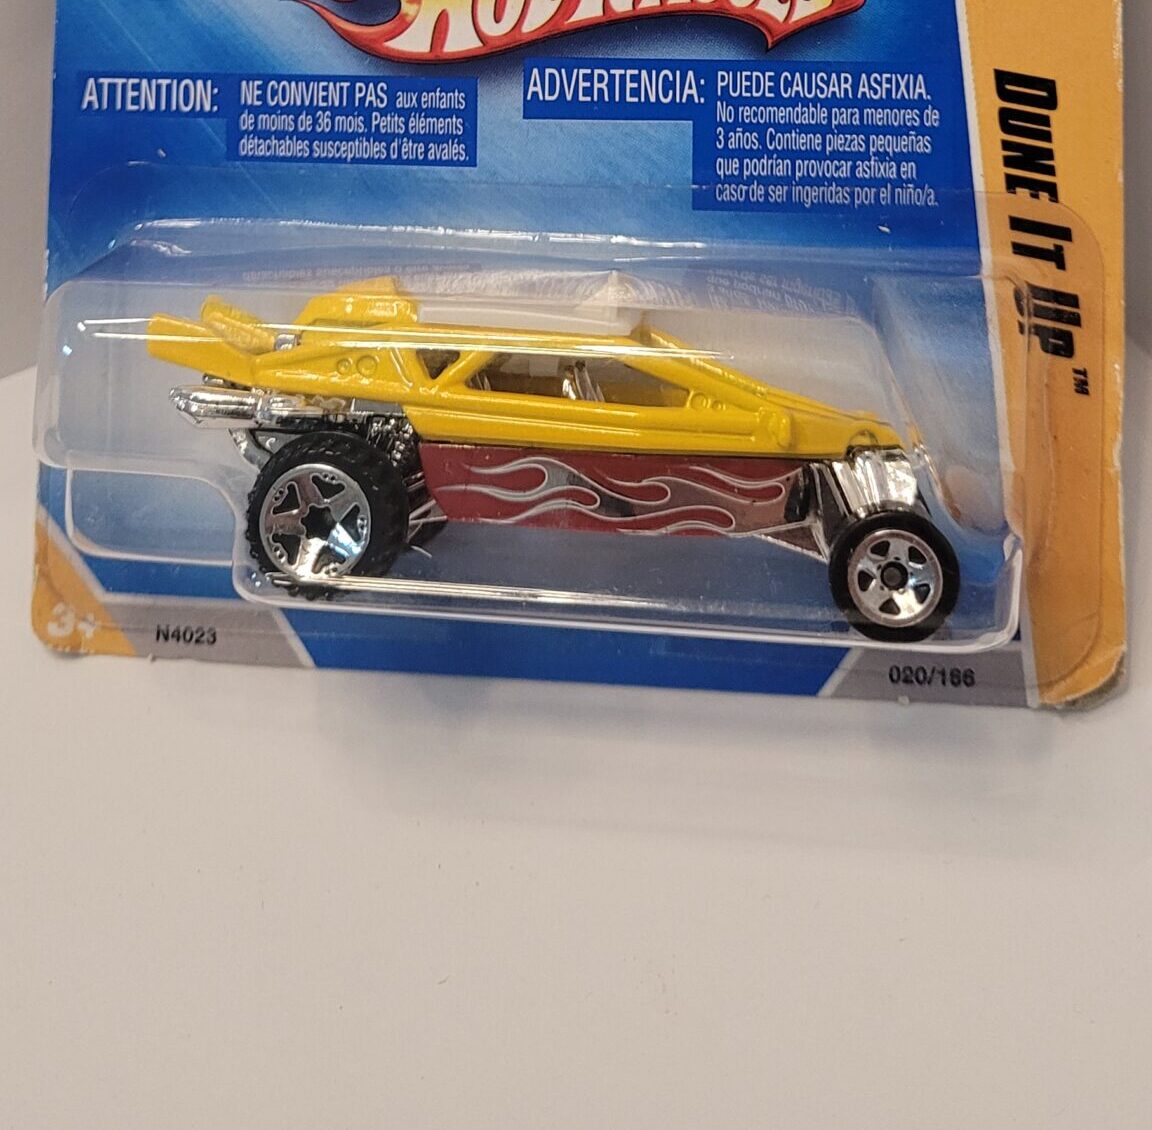 HOT WHEELS
ATTENTION: NE CONVIENT PAS aux enfants
de moins de 36 mois. Petits éléments
détachables susceptibles d'être avalés.
ADVERTENCIA: PUEDE CAUSAR ASFIXIA.
No recomendable para menores de
3 años. Contiene piezas pequeñas
que podrían provocar asfixia en
caso de ser ingeridas por el niño/a.
DUNE IT UP™
3+
N4023
020/166